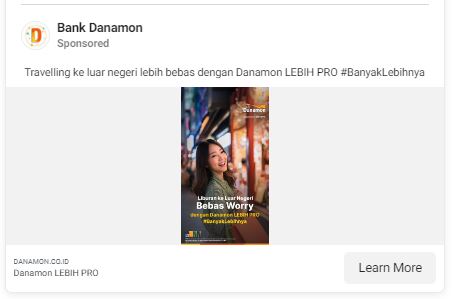 Bank Danamon
Sponsored
Travelling ke luar negeri lebih bebas dengan Danamon LEBIH PRO #BanyakLebihnya
Danamon
Liburan ke Luar Negeri
Bebas Worry
dengan Danamon LEBIH PRO
#BanyakLebihnya
DANAMON.CO.ID
Danamon LEBIH PRO
Learn More